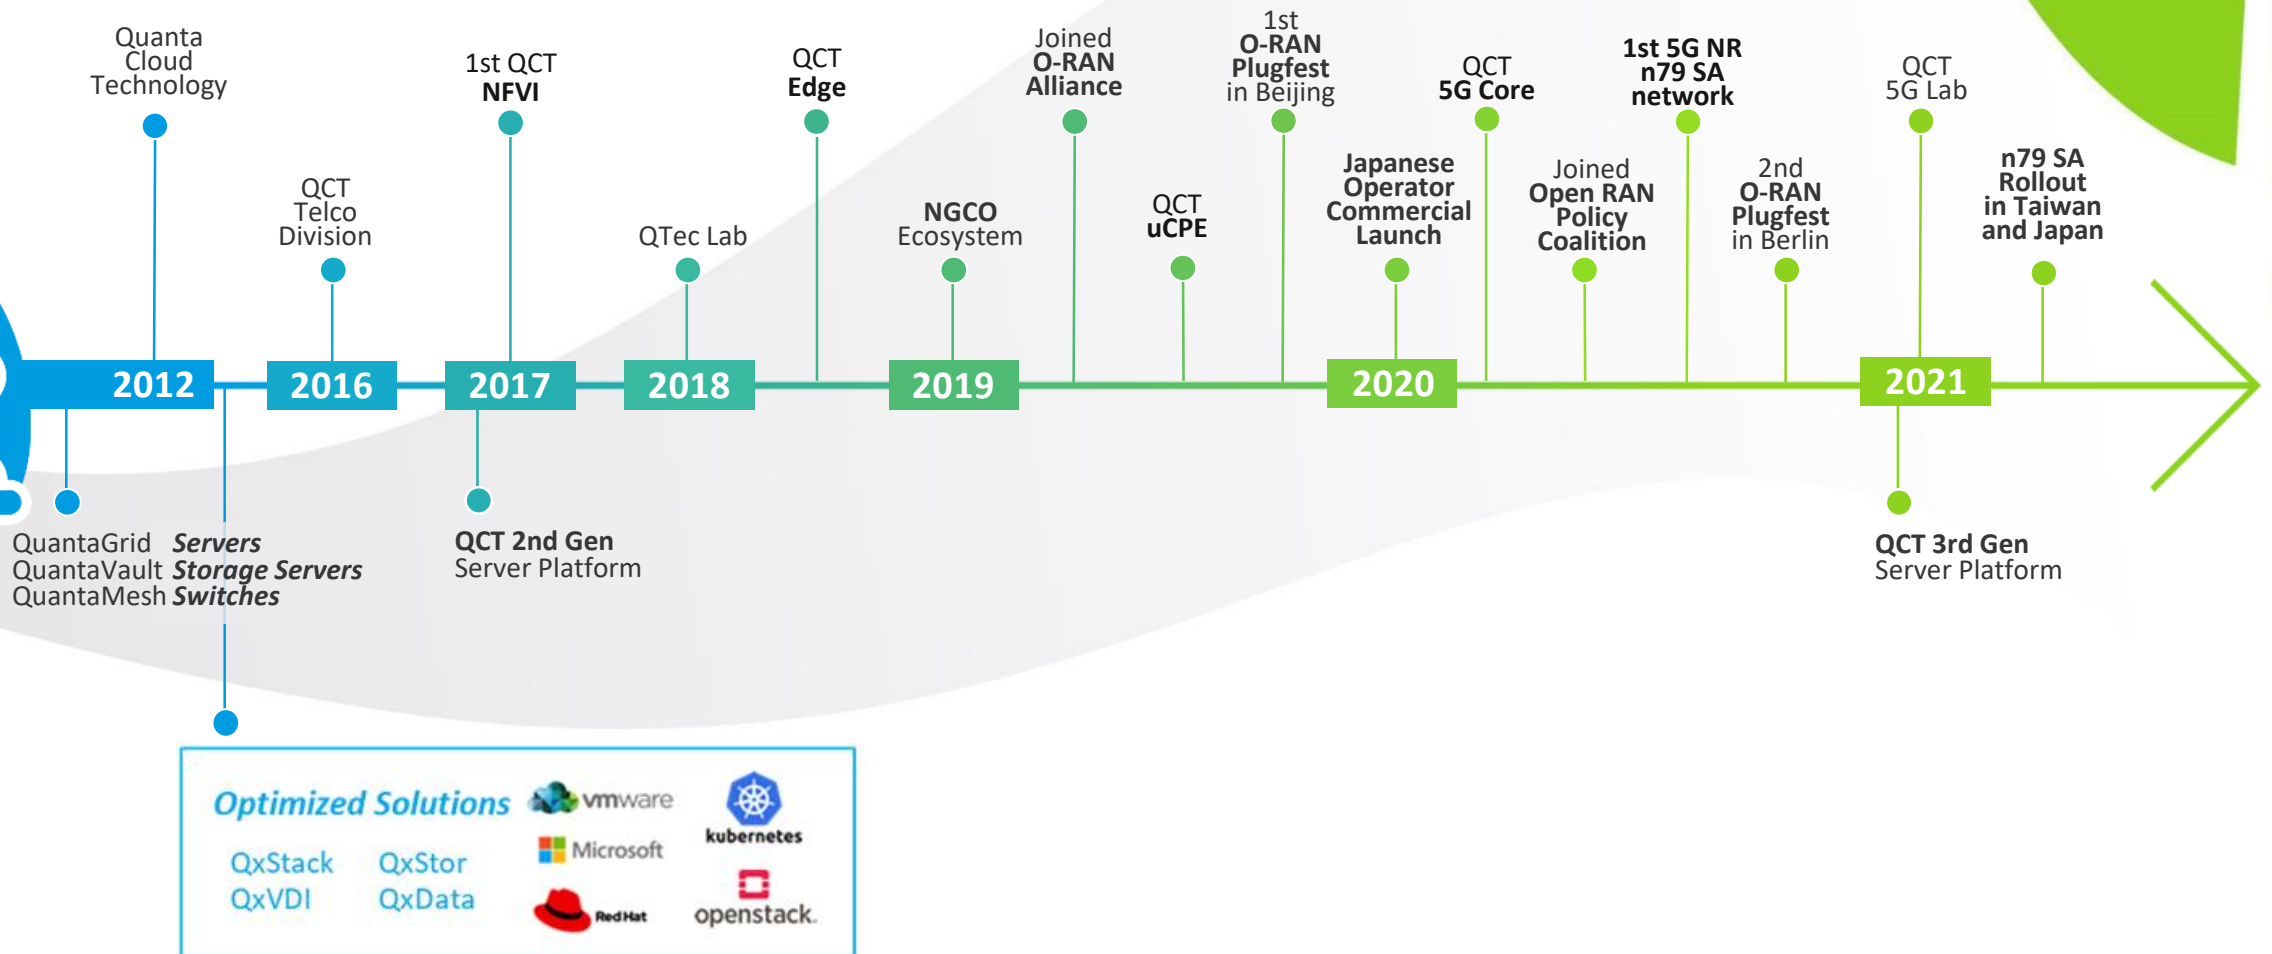 Quanta
Cloud
Technology
QCT
Telco
Division
1st QCT
NFVI
QTec Lab
QCT
Edge
NGCO
Ecosystem
Joined
O-RAN
Alliance
QCT
uCPE
1st
O-RAN
Plugfest
in Beijing
Japanese
Operator
Commercial
Launch
QCT
5G Core
Joined
Open RAN
Policy
Coalition
1st 5G NR
n79 SA
network
2nd
O-RAN
Plugfest
in Berlin
QCT
5G Lab
n79 SA
Rollout
in Taiwan
and Japan
2012
2016
2017
2018
2019
2020
2021
QuantaGrid Servers
QuantaVault Storage Servers
QuantaMesh Switches
QCT 2nd Gen
Server Platform
QCT 3rd Gen
Server Platform
Optimized Solutions
QxStack QxStor
QxVDI QxData
vmware
Microsoft
Red Hat
kubernetes
openstack.